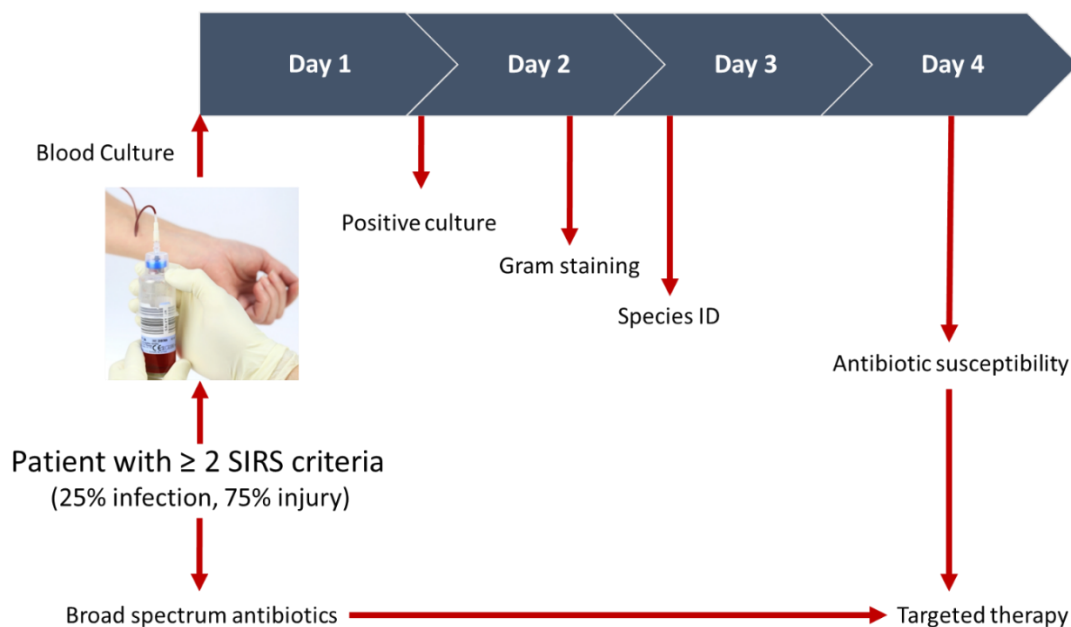 Day 1
Day 2
Day 3
Day 4
Blood Culture
Positive culture
Gram staining
Species ID
Antibiotic susceptibility
Patient with ≥ 2 SIRS criteria
(25% infection, 75% injury)
Broad spectrum antibiotics
Targeted therapy